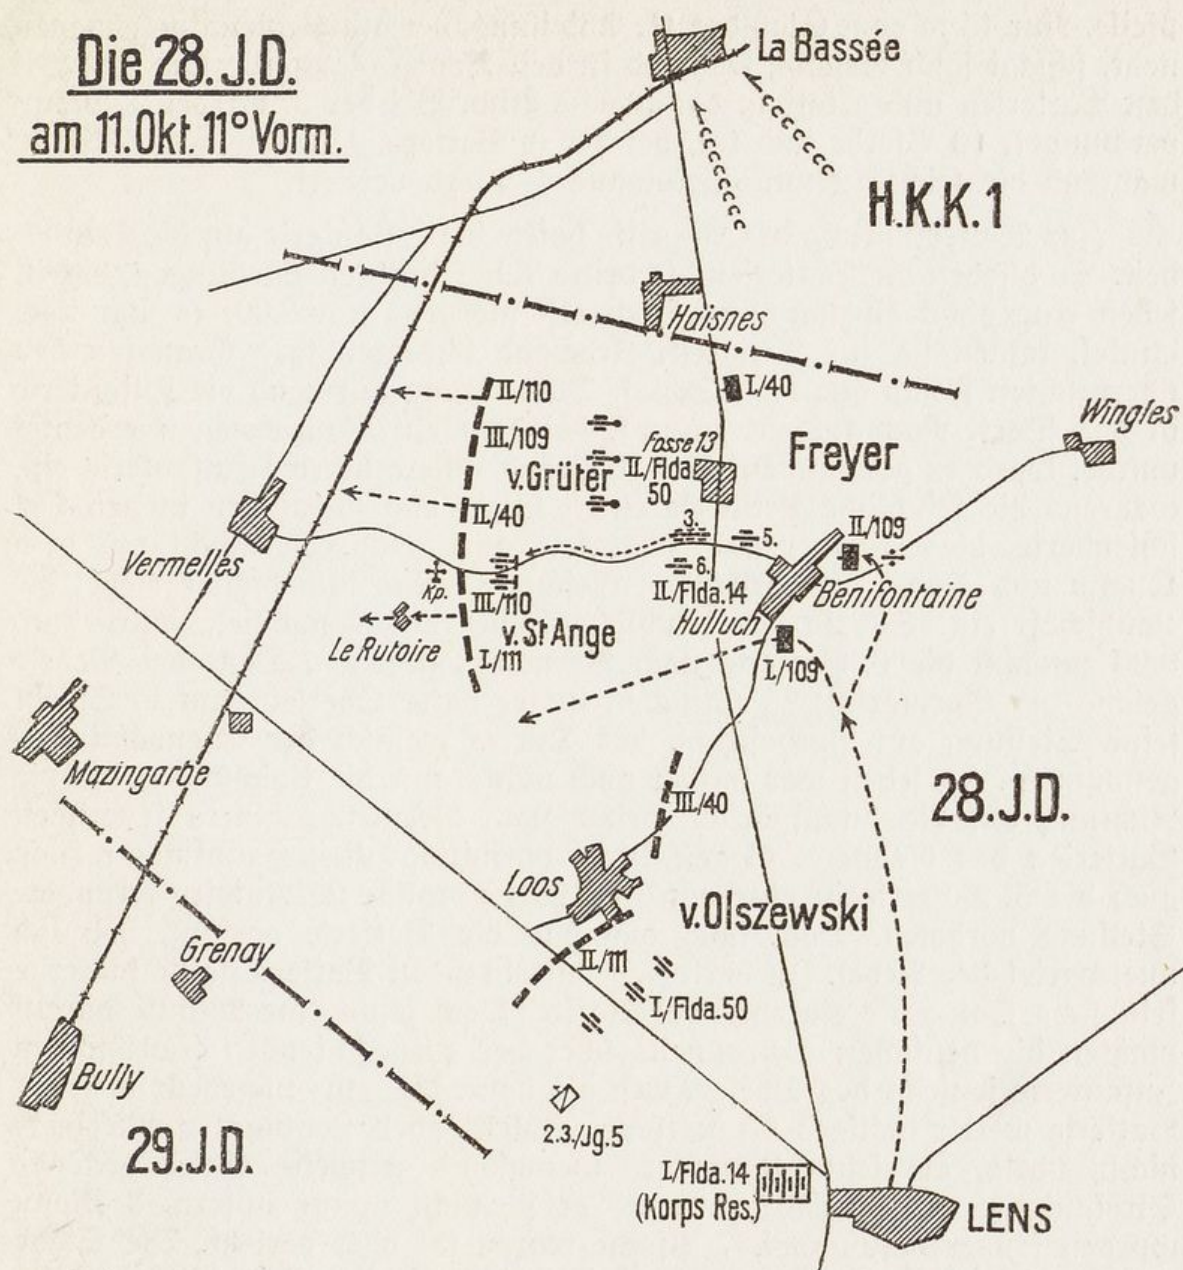 Die 28. J.D.
am 11. Okt. 11° Vorm.
La Bassée
H.K.K.1
Haisnes
II./110
I./40
III./109
Wingles
Fosse 13
Freyer
v. Grüter
II./Flda.
50
II./40
3.
5.
II./109
Vermelles
6.
Kp.
III./110
II./Flda.14
Benifontaine
v. St Ange
Hulluch
Le Rutoire
I./111
I./109
Mazingarbe
28. J.D.
III./40
Loos
v. Olszewski
Grenay
II./111
I./Flda.50
Bully
2.3./Jg.5
29. J.D.
I./Flda.14
(Korps Res.)
LENS